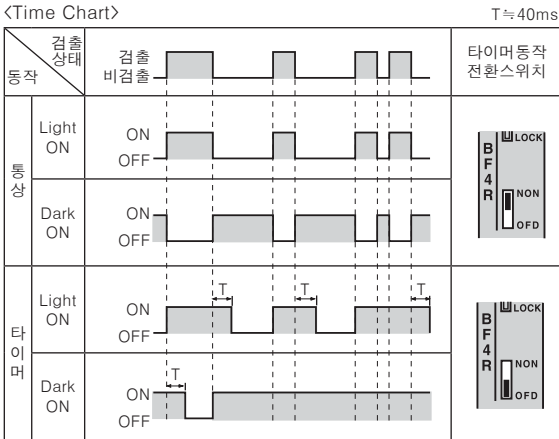 <Time Chart>
T≒40ms
검출
상태
동작
검출
비검출
타이머동작
전환스위치
통상
Light
ON
ON
OFF
Dark
ON
ON
OFF
LOCK
BF4R
NON
OFD
타이머
Light
ON
ON
OFF
T
T
T
Dark
ON
ON
OFF
T
LOCK
BF4R
NON
OFD